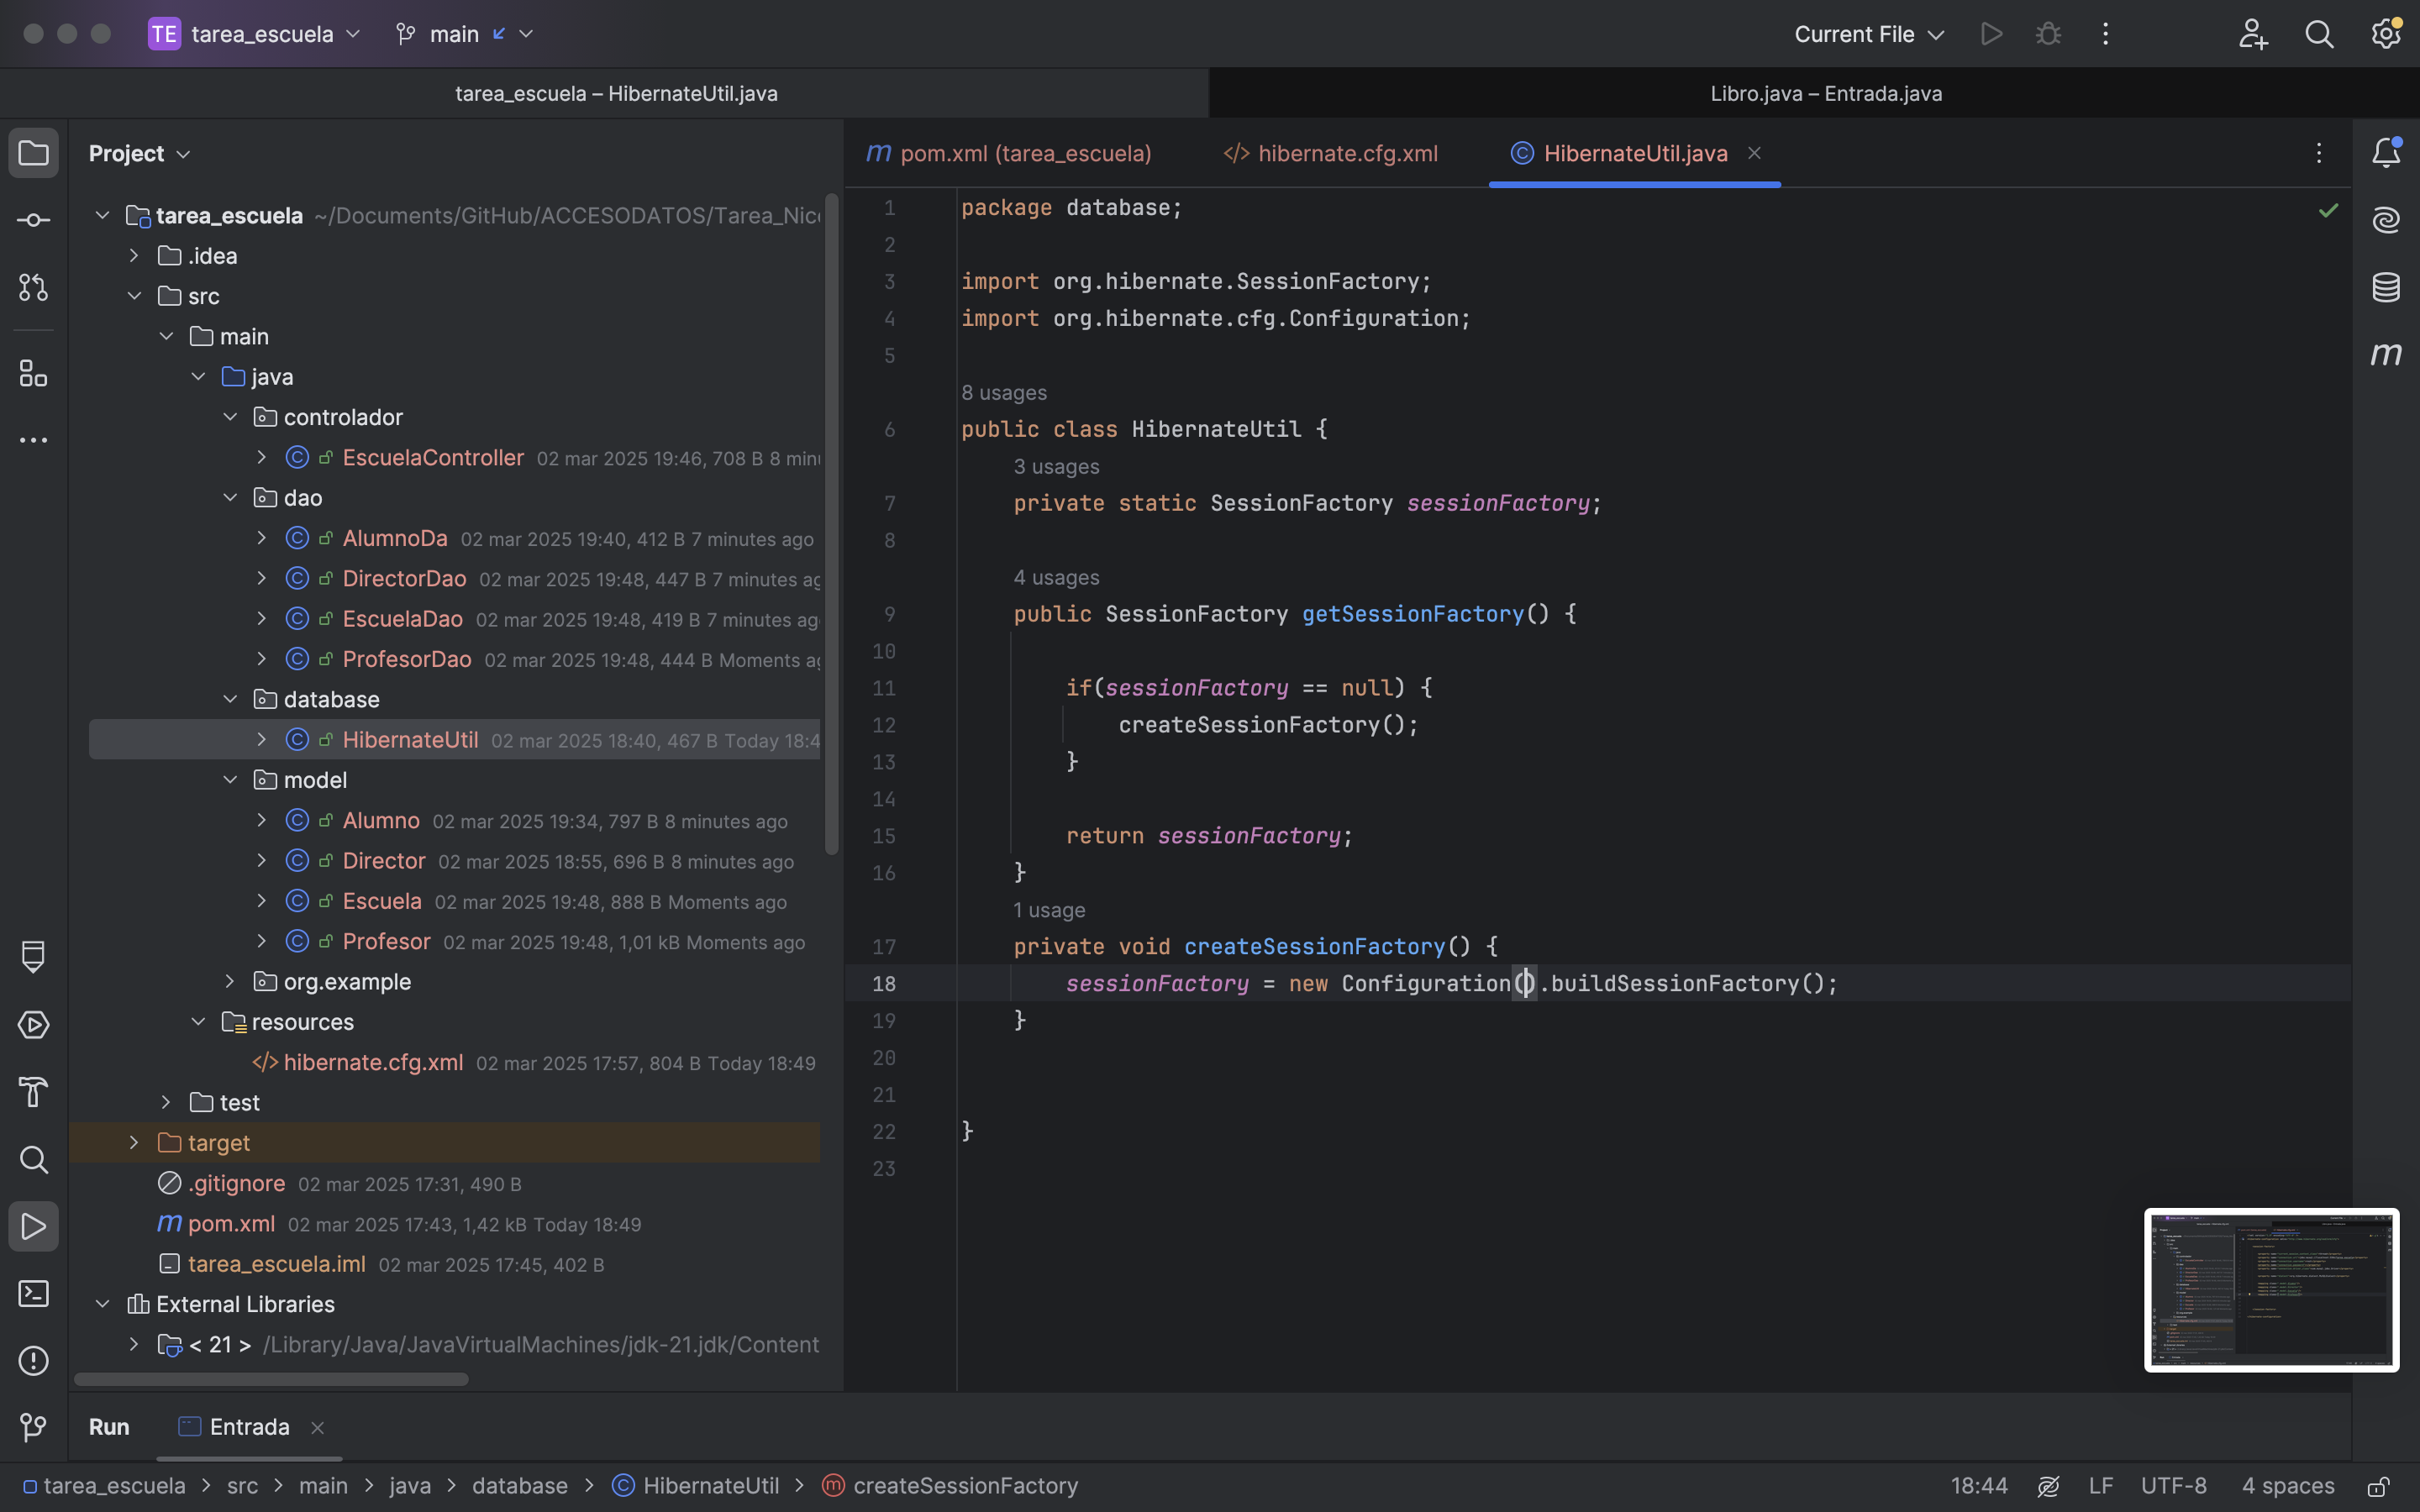 TE tarea_escuela main Current File
tarea_escuela – HibernateUtil.java Libro.java – Entrada.java
Project
tarea_escuela ~/Documents/GitHub/ACCESODATOS/Tarea_Nic
.idea
src
main
java
controlador
EscuelaController 02 mar 2025 19:46, 708 B 8 min
dao
AlumnoDa 02 mar 2025 19:40, 412 B 7 minutes ago
DirectorDao 02 mar 2025 19:48, 447 B 7 minutes ag
EscuelaDao 02 mar 2025 19:48, 419 B 7 minutes ag
ProfesorDao 02 mar 2025 19:48, 444 B Moments ag
database
HibernateUtil 02 mar 2025 18:40, 467 B Today 18:4
model
Alumno 02 mar 2025 19:34, 797 B 8 minutes ago
Director 02 mar 2025 18:55, 696 B 8 minutes ago
Escuela 02 mar 2025 19:48, 888 B Moments ago
Profesor 02 mar 2025 19:48, 1,01 kB Moments ago
org.example
resources
</> hibernate.cfg.xml 02 mar 2025 17:57, 804 B Today 18:49
test
target
.gitignore 02 mar 2025 17:31, 490 B
m pom.xml 02 mar 2025 17:43, 1,42 kB Today 18:49
tarea_escuela.iml 02 mar 2025 17:45, 402 B
External Libraries
< 21 > /Library/Java/JavaVirtualMachines/jdk-21.jdk/Content
m pom.xml (tarea_escuela) </> hibernate.cfg.xml C HibernateUtil.java
1 package database;
2
3 import org.hibernate.SessionFactory;
4 import org.hibernate.cfg.Configuration;
5
8 usages
6 public class HibernateUtil {
3 usages
7 private static SessionFactory sessionFactory;
8
4 usages
9 public SessionFactory getSessionFactory() {
10
11 if(sessionFactory == null) {
12 createSessionFactory();
13 }
14
15 return sessionFactory;
16 }
1 usage
17 private void createSessionFactory() {
18 sessionFactory = new Configuration().buildSessionFactory();
19 }
20
21
22 }
23
m
Run Entrada
tarea_escuela > src > main > java > database > C HibernateUtil > m createSessionFactory 18:44 LF UTF-8 4 spaces